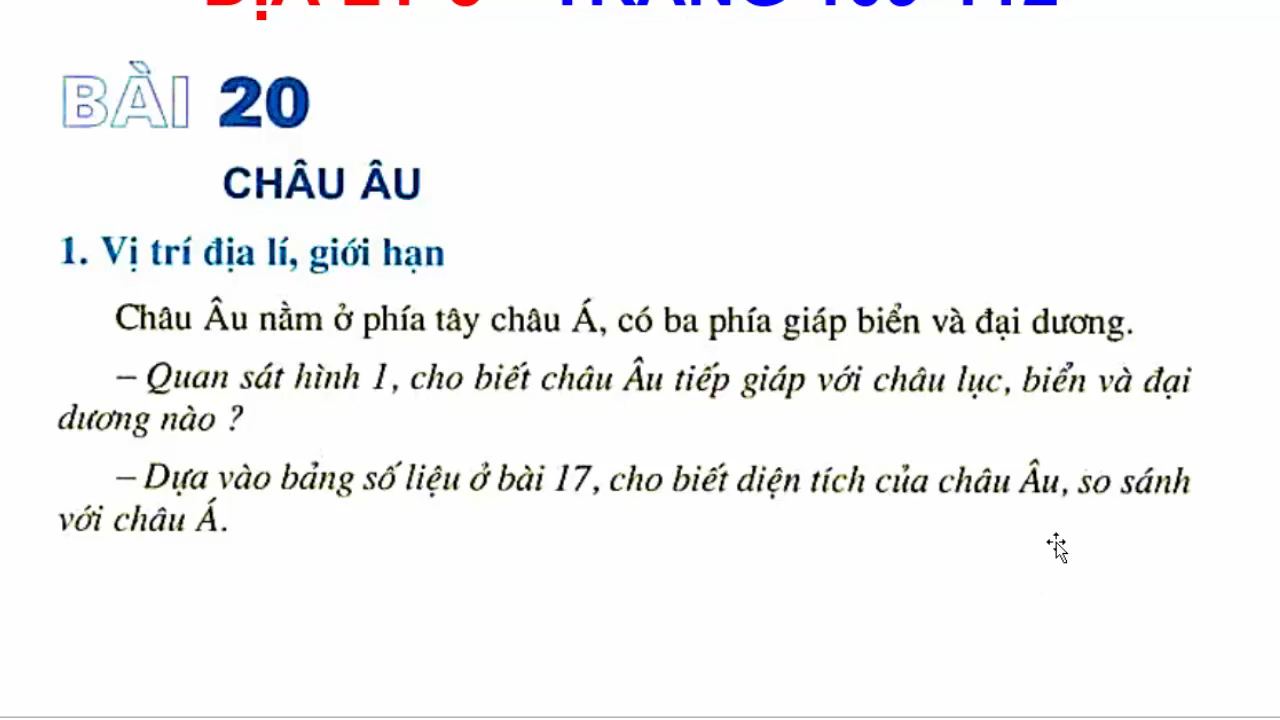 BÀI 20
CHÂU ÂU
1. Vị trí địa lí, giới hạn
Châu Âu nằm ở phía tây châu Á, có ba phía giáp biển và đại dương.
– Quan sát hình 1, cho biết châu Âu tiếp giáp với châu lục, biển và đại
dương nào ?
– Dựa vào bảng số liệu ở bài 17, cho biết diện tích của châu Âu, so sánh
với châu Á.